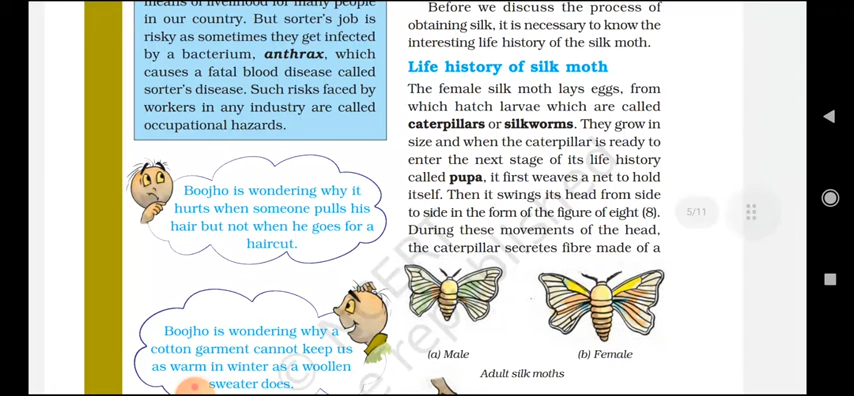 means of livelihood for many people
in our country. But sorter's job is
risky as sometimes they get infected
by a bacterium, anthrax, which
causes a fatal blood disease called
sorter's disease. Such risks faced by
workers in any industry are called
occupational hazards.
Boojho is wondering why it
hurts when someone pulls his
hair but not when he goes for a
haircut.
Boojho is wondering why a
cotton garment cannot keep us
as warm in winter as a woollen
sweater does.
Before we discuss the process of
obtaining silk, it is necessary to know the
interesting life history of the silk moth.
Life history of silk moth
The female silk moth lays eggs, from
which hatch larvae which are called
caterpillars or silkworms. They grow in
size and when the caterpillar is ready to
enter the next stage of its life history
called pupa, it first weaves a net to hold
itself. Then it swings its head from side
to side in the form of the figure of eight (8).
During these movements of the head,
the caterpillar secretes fibre made of a
(a) Male
(b) Female
Adult silk moths
5/11
© NCERT
be republished